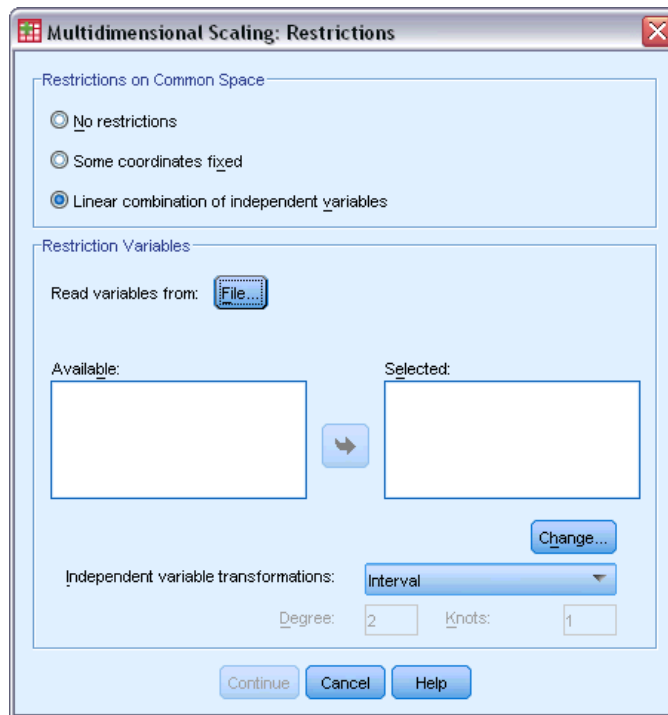 Multidimensional Scaling: Restrictions
Restrictions on Common Space
No restrictions
Some coordinates fixed
Linear combination of independent variables
Restriction Variables
Read variables from: File...
Available: Selected:
Change...
Independent variable transformations: Interval
Degree: 2 Knots: 1
Continue Cancel Help